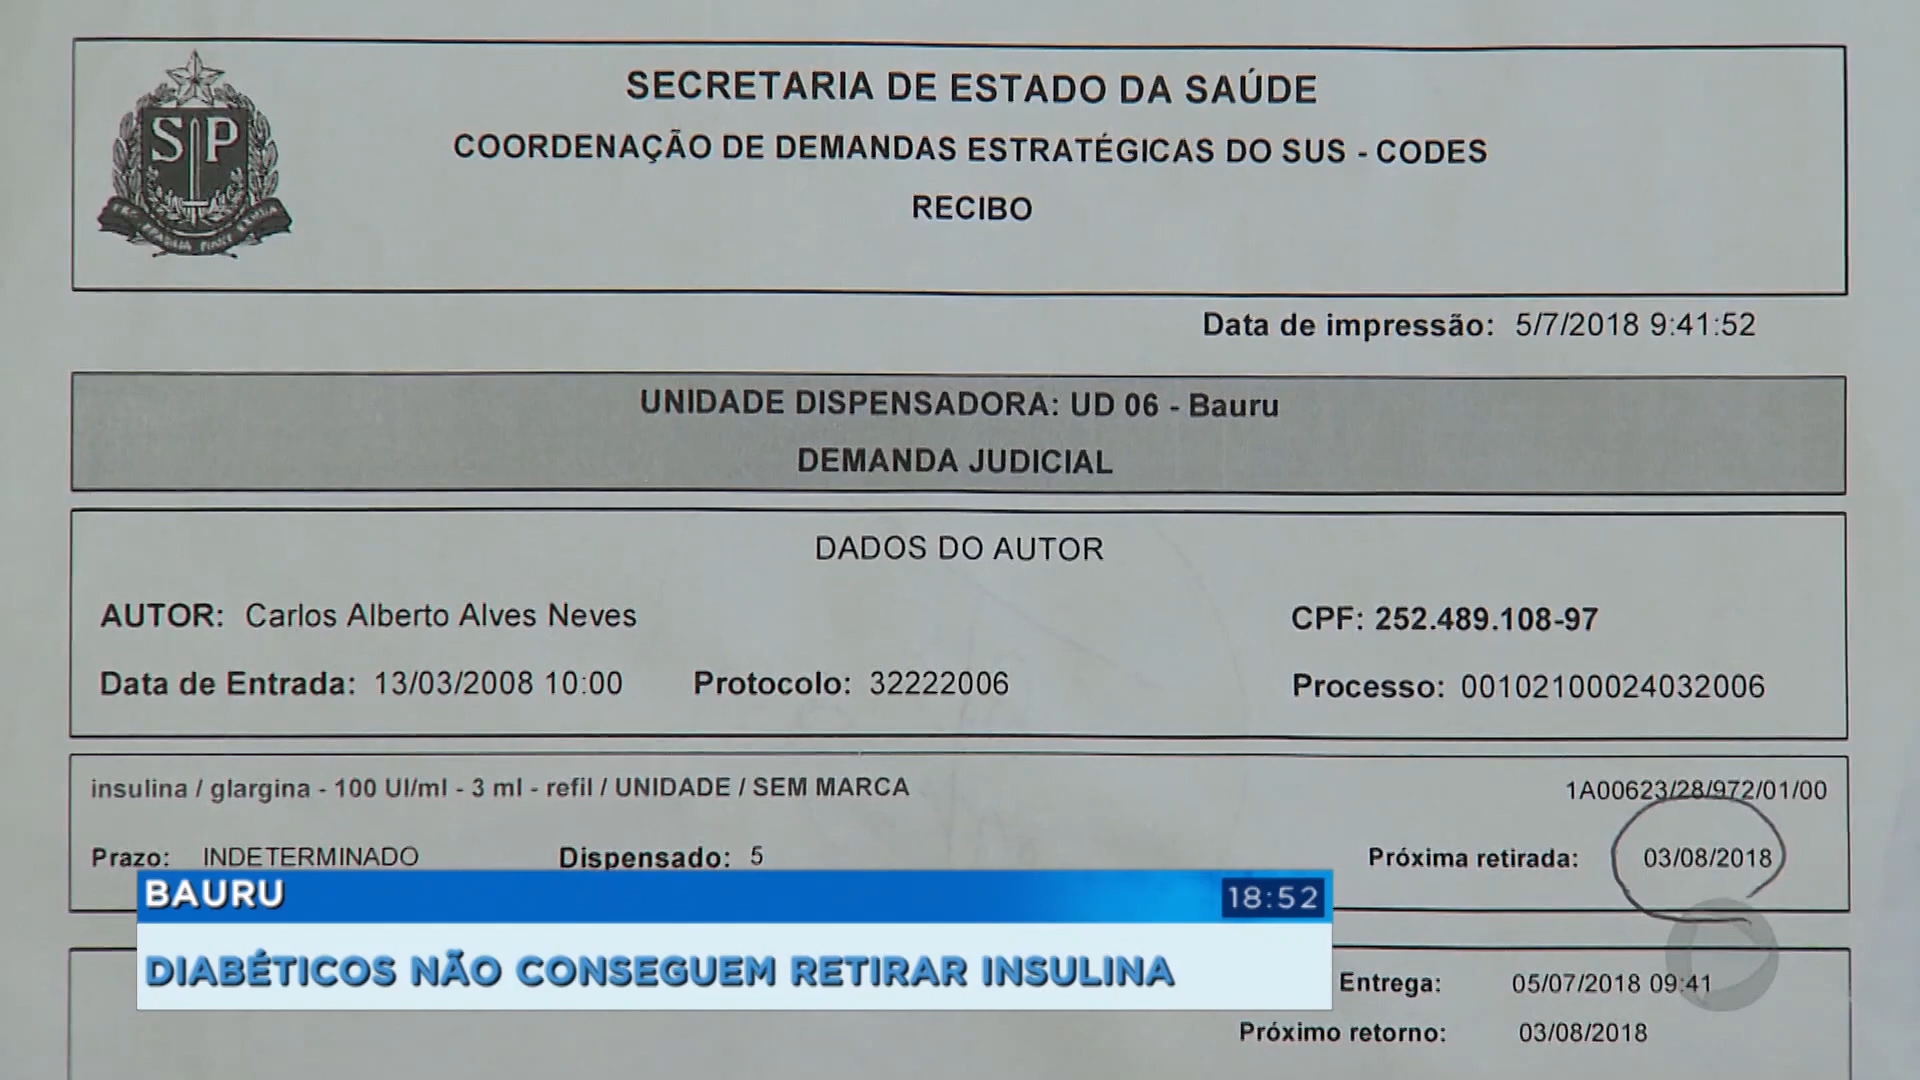 SECRETARIA DE ESTADO DA SAÚDE
COORDENAÇÃO DE DEMANDAS ESTRATÉGICAS DO SUS - CODES
RECIBO
SP
Data de impressão: 5/7/2018 9:41:52
UNIDADE DISPENSADORA: UD 06 - Bauru
DEMANDA JUDICIAL
DADOS DO AUTOR
AUTOR: Carlos Alberto Alves Neves CPF: 252.489.108-97
Data de Entrada: 13/03/2008 10:00 Protocolo: 32222006 Processo: 00102100024032006
insulina / glargina - 100 UI/ml - 3 ml - refil / UNIDADE / SEM MARCA 1A00623/28/972/01/00
Prazo: INDETERMINADO Dispensado: 5 Próxima retirada: 03/08/2018
BAURU 18:52
DIABÉTICOS NÃO CONSEGUEM RETIRAR INSULINA
Entrega: 05/07/2018 09:41
Próximo retorno: 03/08/2018